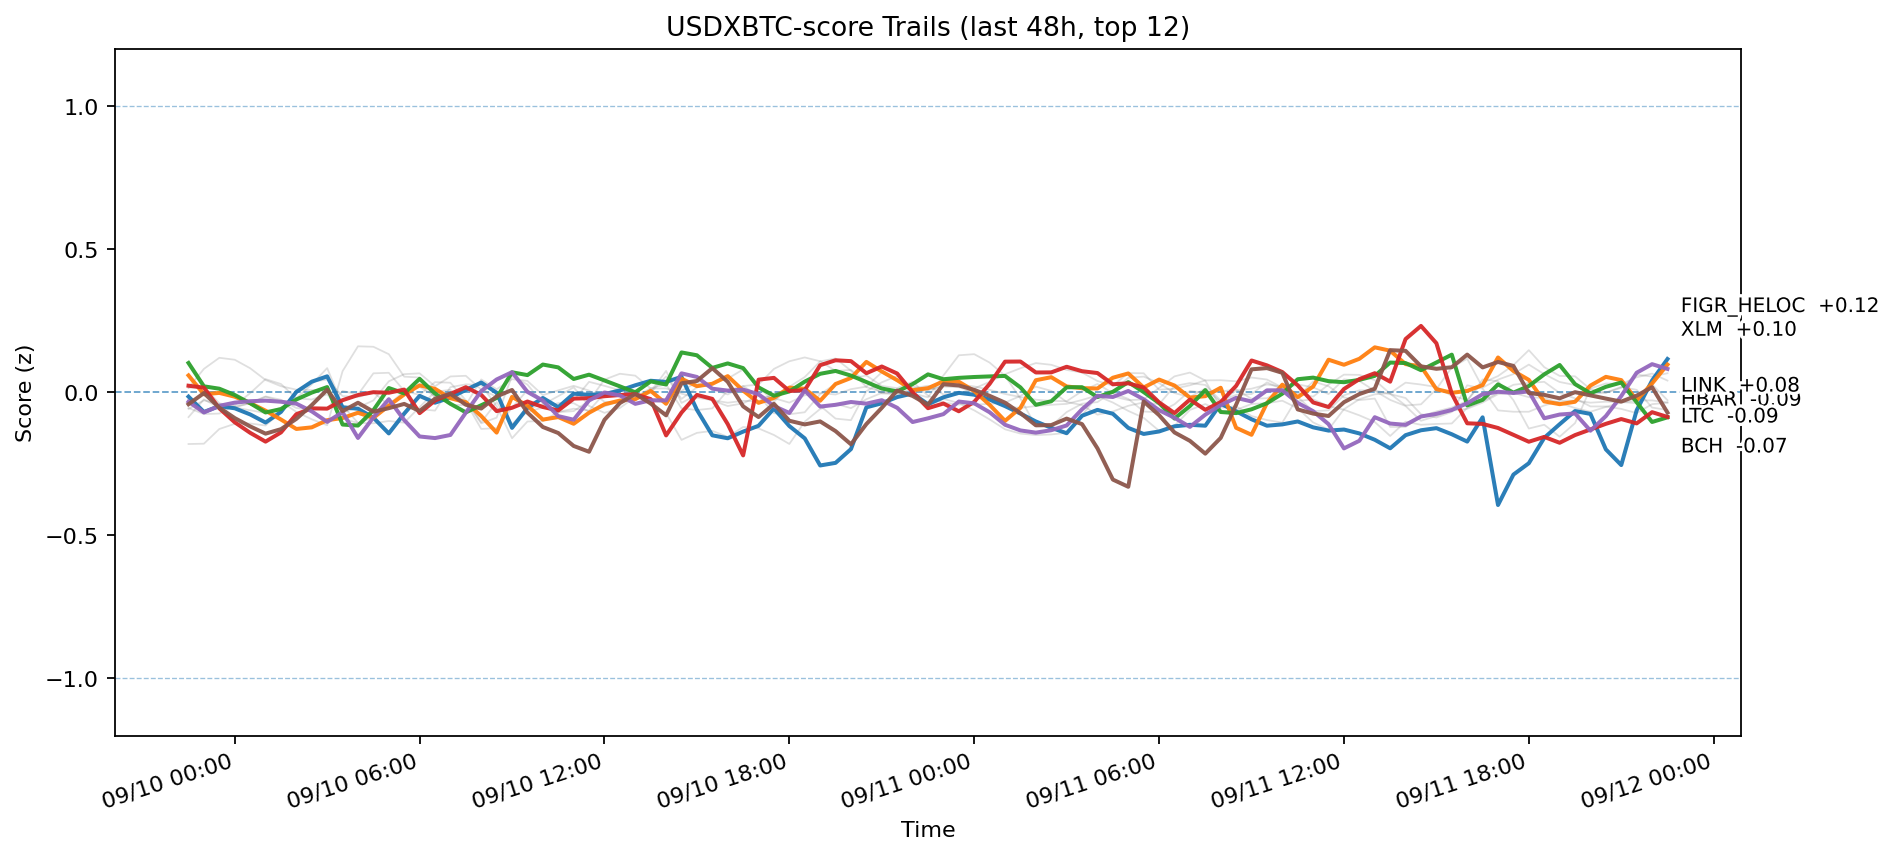 USDXBTC-score Trails (last 48h, top 12)
Score (z)
1.0
0.5
0.0
−0.5
−1.0
FIGR_HELOC +0.12
XLM +0.10
LINK +0.08
HBAR -0.09
LTC -0.09
BCH -0.07
09/10 00:00
09/10 06:00
09/10 12:00
09/10 18:00
09/11 00:00
09/11 06:00
09/11 12:00
09/11 18:00
09/12 00:00
Time